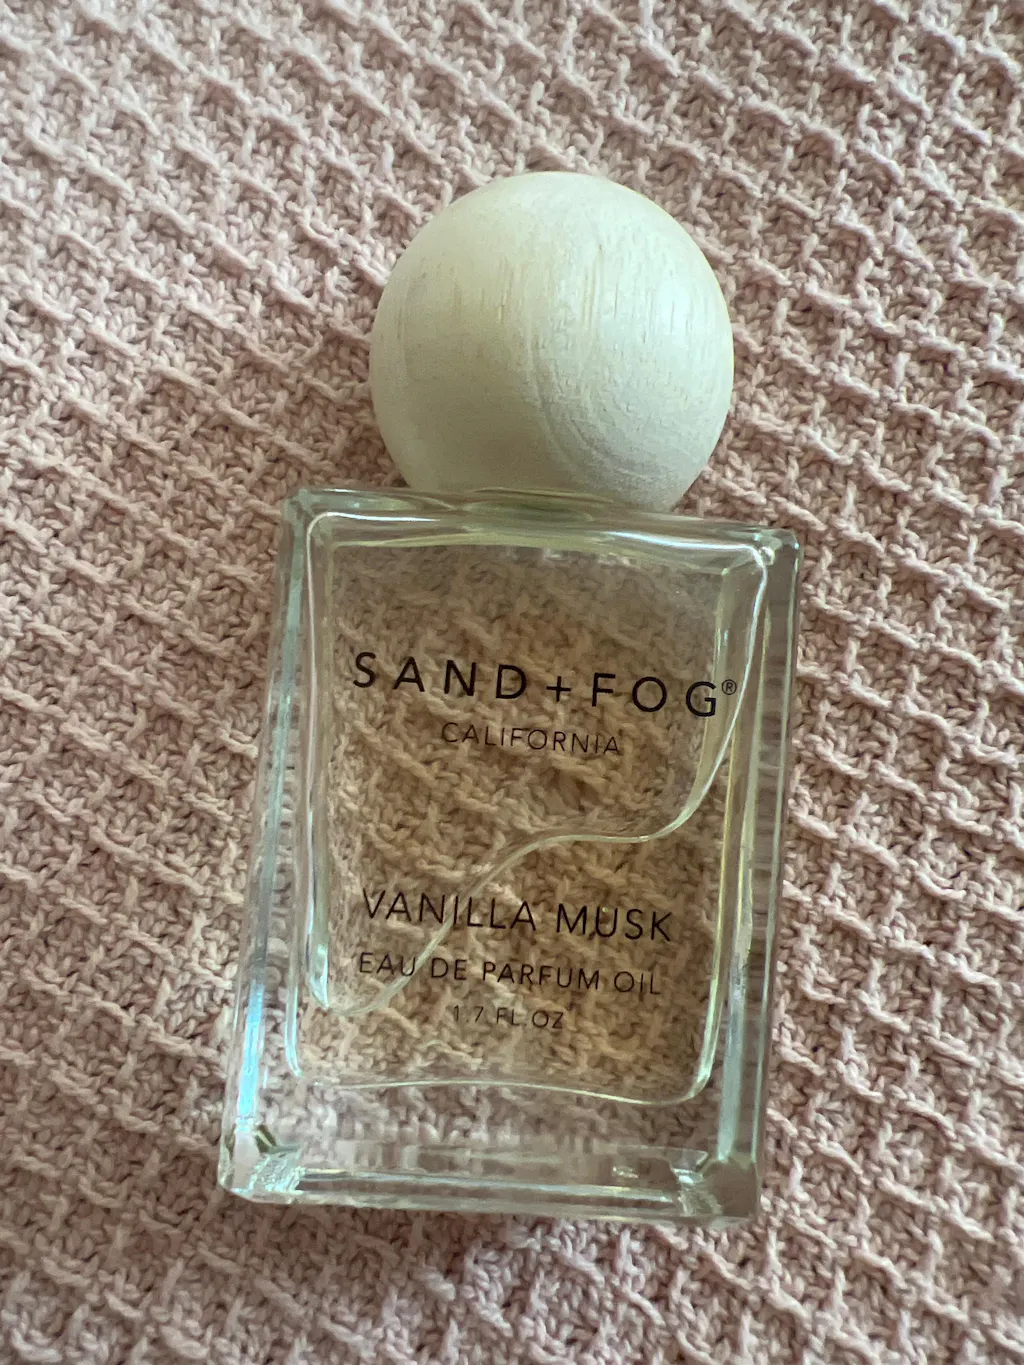 SAND+FOG®
CALIFORNIA
VANILLA MUSK
EAU DE PARFUM OIL
1.7 FL.OZ